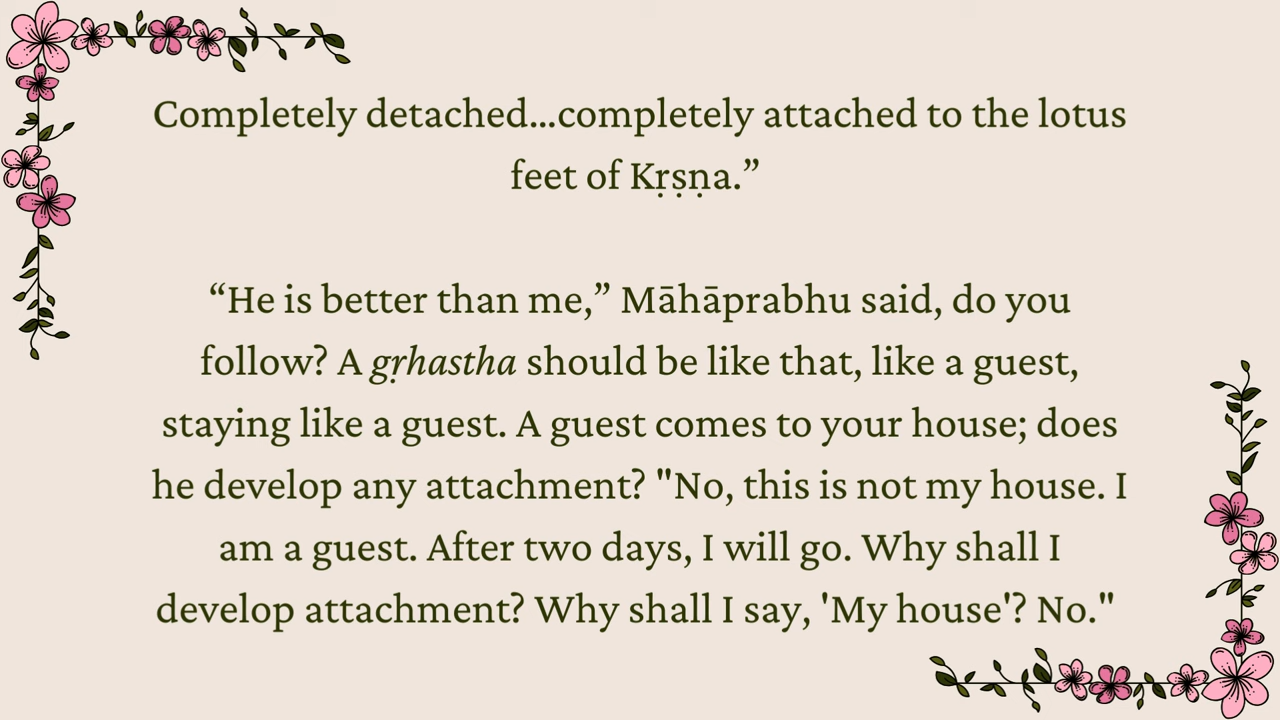 Completely detached...completely attached to the lotus
feet of Kṛṣṇa.”
“He is better than me,” Māhāprabhu said, do you
follow? A gṛhastha should be like that, like a guest,
staying like a guest. A guest comes to your house; does
he develop any attachment? "No, this is not my house. I
am a guest. After two days, I will go. Why shall I
develop attachment? Why shall I say, 'My house'? No."